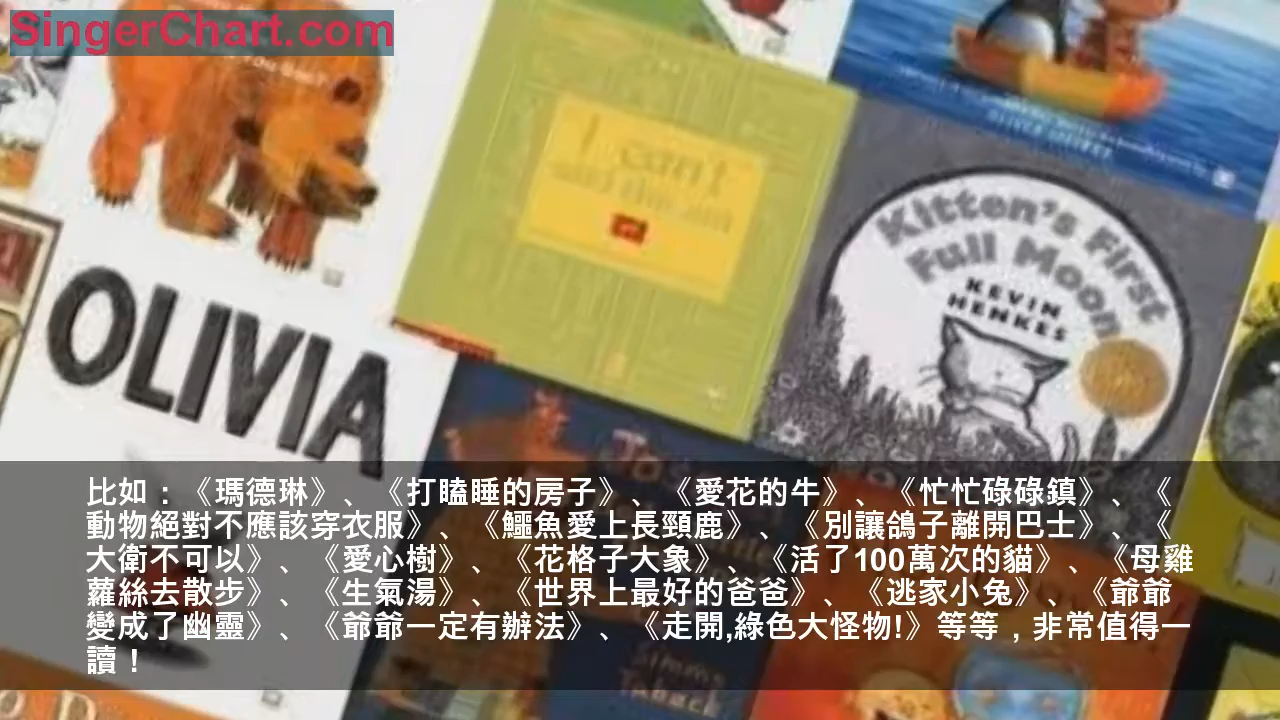 SingerChart.com
OLIVIA
I can't
Kitten's First
Full Moon
KEVIN
HENKES
To
Simms
Taback
比如：《瑪德琳》、《打瞌睡的房子》、《愛花的牛》、《忙忙碌碌鎮》、《
動物絕對不應該穿衣服》、《鱷魚愛上長頸鹿》、《別讓鴿子離開巴士》、《
大衛不可以》、《愛心樹》、《花格子大象》、《活了100萬次的貓》、《母雞
蘿絲去散步》、《生氣湯》、《世界上最好的爸爸》、《逃家小兔》、《爺爺
變成了幽靈》、《爺爺一定有辦法》、《走開,綠色大怪物!》等等，非常值得一
讀！